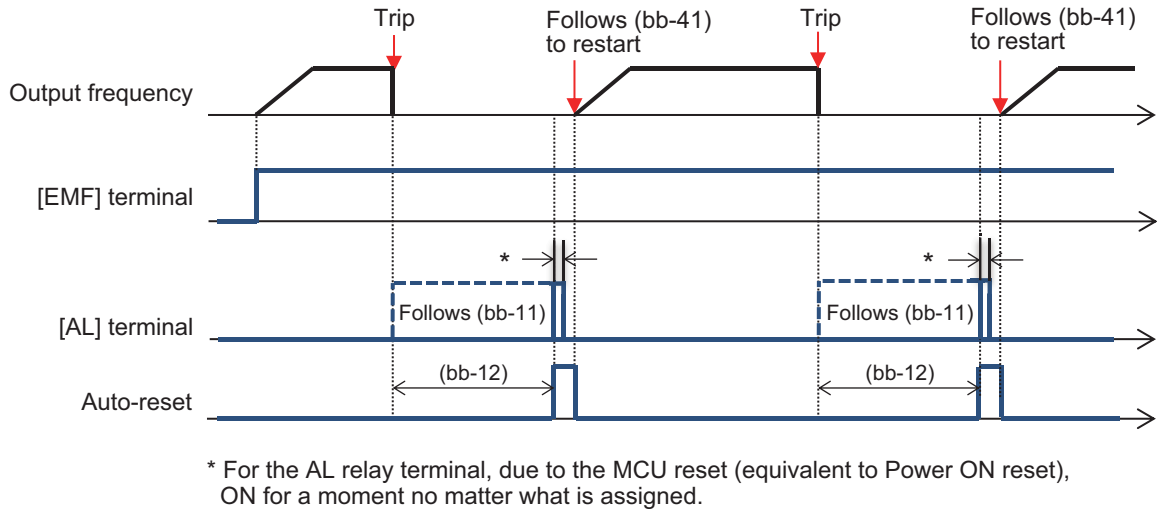 Trip
Follows (bb-41)
to restart
Trip
Follows (bb-41)
to restart
Output frequency
[EMF] terminal
*
*
[AL] terminal
Follows (bb-11)
Follows (bb-11)
(bb-12)
(bb-12)
Auto-reset
* For the AL relay terminal, due to the MCU reset (equivalent to Power ON reset),
ON for a moment no matter what is assigned.